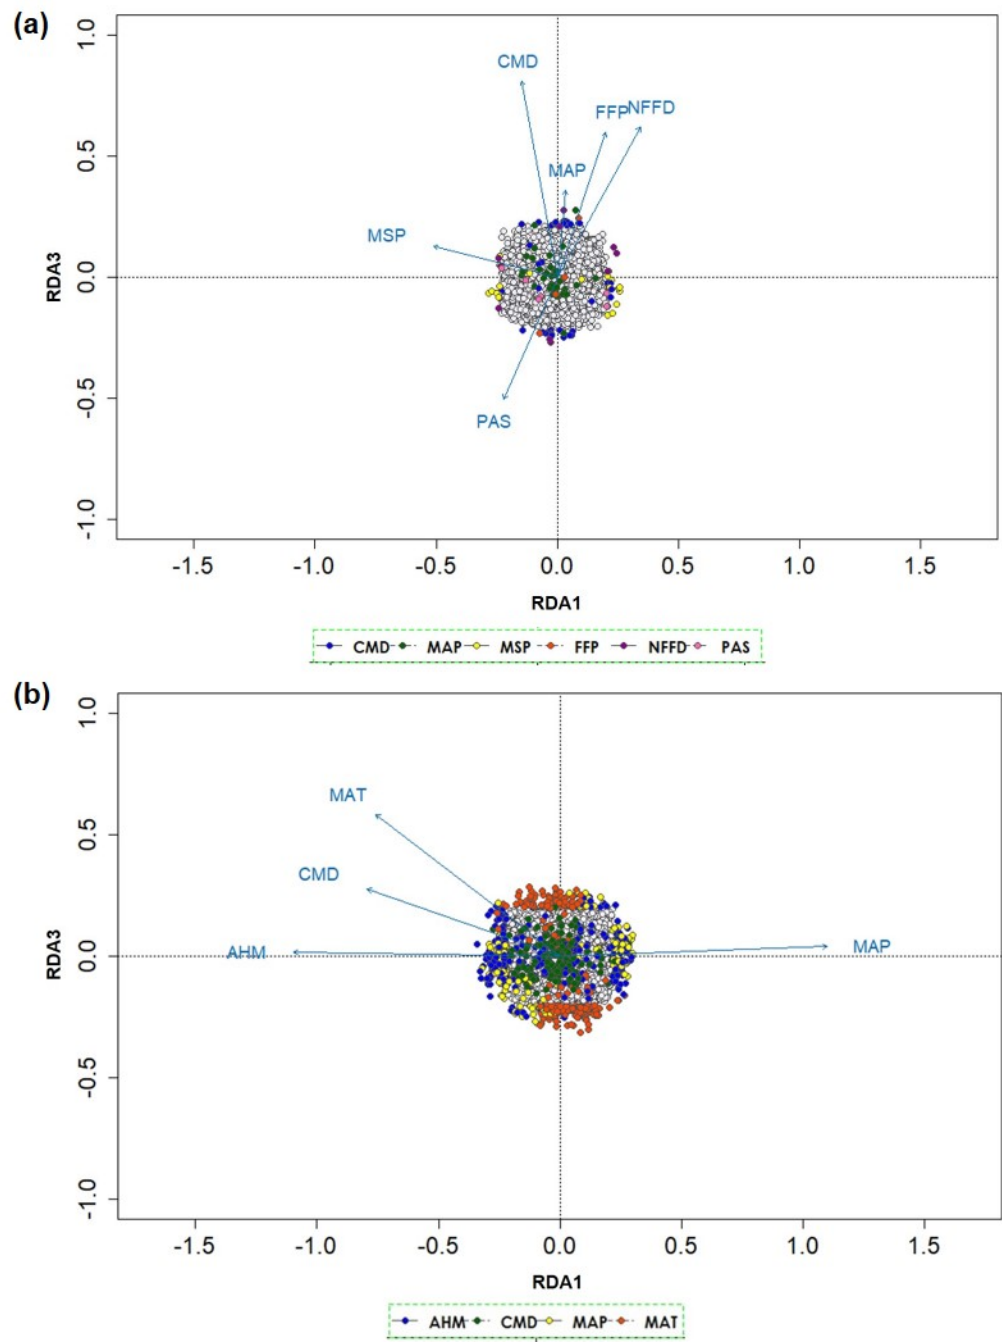 (a)
1.0
CMD
FFP NFFD
0.5
MAP
MSP
RDA3
0.0
-0.5
PAS
-1.0
-1.5 -1.0 -0.5 0.0 0.5 1.0 1.5
RDA1
CMD MAP MSP FFP NFFD PAS
(b)
1.0
MAT
0.5
CMD
RDA3
0.0
AHM MAP
-0.5
-1.0
-1.5 -1.0 -0.5 0.0 0.5 1.0 1.5
RDA1
AHM CMD MAP MAT